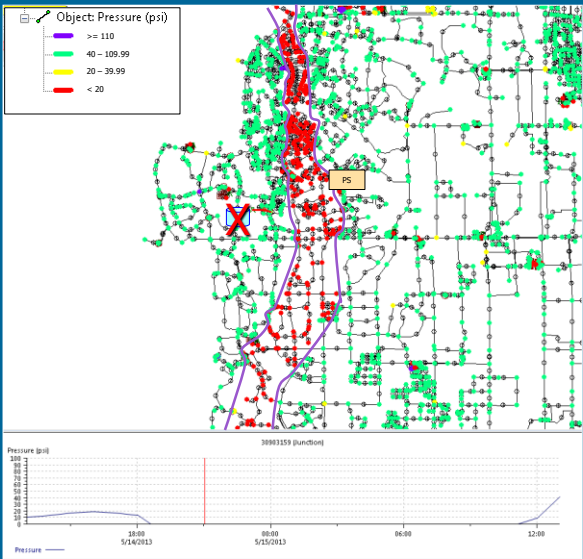 Object: Pressure (psi)
>= 110
40 – 109.99
20 – 39.99
< 20
PS
X
30903159 (Junction)
Pressure (psi)
100
90
80
70
60
50
40
30
20
10
0
18:00
5/14/2013
00:00
5/15/2013
06:00
12:00
Pressure